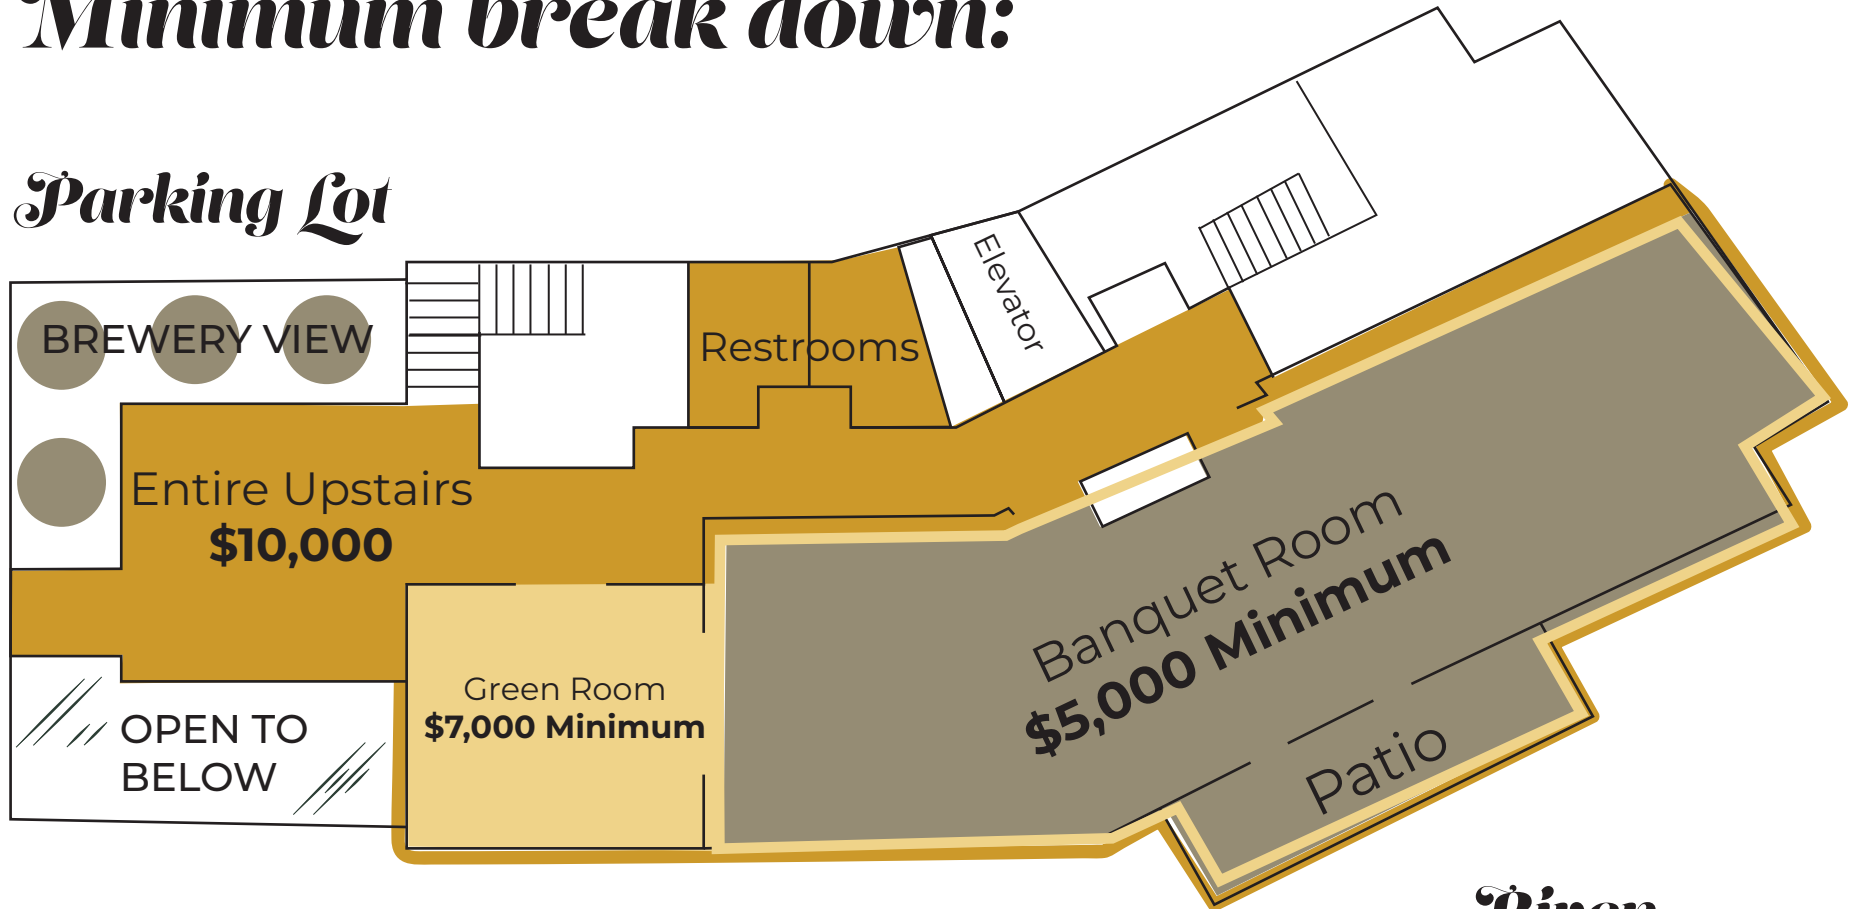 Minimum break down:
Parking Lot
Elevator
BREWERY VIEW
Restrooms
Entire Upstairs
$10,000
Banquet Room
$5,000 Minimum
Green Room
$7,000 Minimum
OPEN TO
BELOW
Patio
River